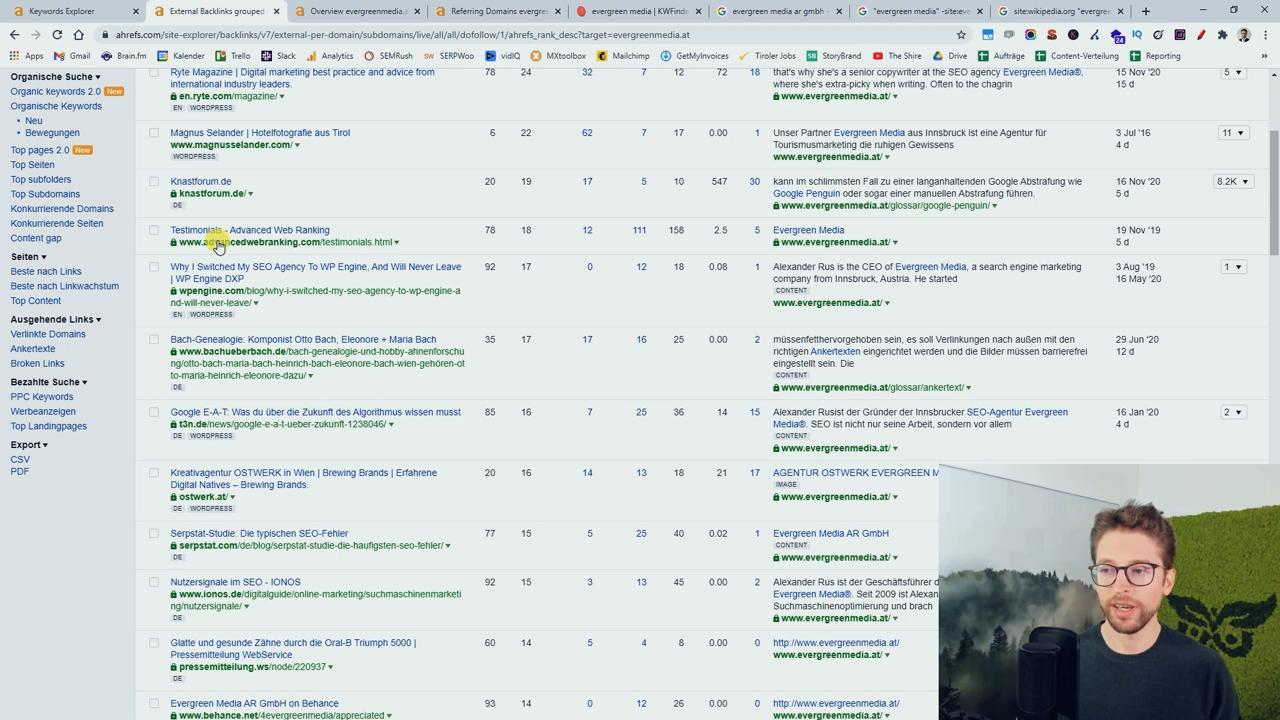 Keywords Explorer
External Backlinks grouped
Overview evergreenmedia.a
Referring Domains evergre
evergreen media | KWFinde
evergreen media ar gmbh -
"evergreen media" -site:eve
site:wikipedia.org "evergre
ahrefs.com/site-explorer/backlinks/v7/external-per-domain/subdomains/live/all/all/dofollow/1/ahrefs_rank_desc?target=evergreenmedia.at
Apps
Gmail
Brain.fm
Kalender
Trello
Slack
Analytics
SEMRush
SERPWoo
vidIQ
MXtoolbox
Mailchimp
GetMyInvoices
Tiroler Jobs
StoryBrand
The Shire
Drive
Aufträge
Content-Verteilung
Reporting
Organische Suche
Organic keywords 2.0 New
Organische Keywords
Neu
Bewegungen
Top pages 2.0 New
Top Seiten
Top subfolders
Top Subdomains
Konkurrierende Domains
Konkurrierende Seiten
Content gap
Seiten
Beste nach Links
Beste nach Linkwachstum
Top Content
Ausgehende Links
Verlinkte Domains
Ankertexte
Broken Links
Bezahlte Suche
PPC Keywords
Werbeanzeigen
Top Landingpages
Export
CSV
PDF
Ryte Magazine | Digital marketing best practice and advice from 78 24 32 7 12 72 18 that's why she's a senior copywriter at the SEO agency Evergreen Media®, 15 Nov '20 5
international industry leaders. where she's extra-picky when writing. Often to the chagrin 15 d
en.ryte.com/magazine/ www.evergreenmedia.at/
EN WORDPRESS
Magnus Selander | Hotelfotografie aus Tirol 6 22 62 7 17 0.00 1 Unser Partner Evergreen Media aus Innsbruck ist eine Agentur für 3 Jul '16 11
www.magnusselander.com/ Tourismusmarketing die ruhigen Gewissens 4 d
WORDPRESS www.evergreenmedia.at/
Knastforum.de 20 19 17 5 10 547 30 kann im schlimmsten Fall zu einer langanhaltenden Google Abstrafung wie 16 Nov '20 8.2K
knastforum.de/ Google Penguin oder sogar einer manuellen Abstrafung führen. 5 d
DE www.evergreenmedia.at/glossar/google-penguin/
Testimonials - Advanced Web Ranking 78 18 12 111 158 2.5 5 Evergreen Media 19 Nov '19
www.advancedwebranking.com/testimonials.html www.evergreenmedia.at/ 5 d
Why I Switched My SEO Agency To WP Engine, And Will Never Leave 92 17 0 12 18 0.08 1 Alexander Rus is the CEO of Evergreen Media, a search engine marketing 3 Aug '19 1
| WP Engine DXP company from Innsbruck, Austria. He started 16 May '20
wpengine.com/blog/why-i-switched-my-seo-agency-to-wp-engine-a CONTENT
nd-will-never-leave/ www.evergreenmedia.at/
EN WORDPRESS
Bach-Genealogie: Komponist Otto Bach, Eleonore + Maria Bach 35 17 17 16 25 0.00 2 müssenfetthervorgehoben sein, es soll Verlinkungen nach außen mit den 29 Jun '20
www.bachueberbach.de/bach-genealogie-und-hobby-ahnenforschu richtigen Ankertexten eingerichtet werden und die Bilder müssen barrierefrei 12 d
ng/otto-bach-maria-bach-heinrich-bach-eleonore-bach-wien-gehören-ot eingestellt sein. Die
to-maria-heinrich-eleonore-dazu/ CONTENT
DE www.evergreenmedia.at/glossar/ankertext/
Google E-A-T: Was du über die Zukunft des Algorithmus wissen musst 85 16 7 25 36 14 15 Alexander Rusist der Gründer der Innsbrucker SEO-Agentur Evergreen 16 Jan '20 2
t3n.de/news/google-e-a-t-ueber-zukunft-1238046/ Media®. SEO ist nicht nur seine Arbeit, sondern vor allem 4 d
DE WORDPRESS CONTENT
www.evergreenmedia.at/
Kreativagentur OSTWERK in Wien | Brewing Brands | Erfahrene 20 16 14 13 18 21 17 AGENTUR OSTWERK EVERGREEN M
Digital Natives – Brewing Brands. IMAGE
ostwerk.at/ www.evergreenmedia.at/
DE WORDPRESS
Serpstat-Studie: Die typischen SEO-Fehler 77 15 5 25 40 0.02 1 Evergreen Media AR GmbH
serpstat.com/de/blog/serpstat-studie-die-haufigsten-seo-fehler/ CONTENT
DE www.evergreenmedia.at/
Nutzersignale im SEO - IONOS 92 15 3 13 45 0.00 2 Alexander Rus ist der Geschäftsführer d
www.ionos.de/digitalguide/online-marketing/suchmaschinenmarketi Evergreen Media®. Seit 2009 ist Alexan
ng/nutzersignale/ Suchmaschinenoptimierung und brach
DE www.evergreenmedia.at/
Glatte und gesunde Zähne durch die Oral-B Triumph 5000 | 60 14 5 4 8 0.00 0 http://www.evergreenmedia.at/
Pressemitteilung WebService www.evergreenmedia.at/
pressemitteilung.ws/node/220937
DE
Evergreen Media AR GmbH on Behance 93 14 0 12 26 0.00 0 http://www.evergreenmedia.at/
www.behance.net/4evergreenmedia/appreciated www.evergreenmedia.at/